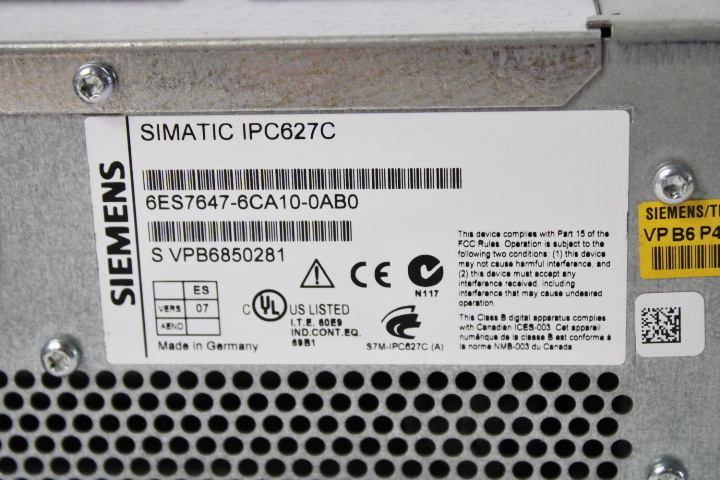 SIEMENS
SIMATIC IPC627C
6ES7647-6CA10-0AB0
S VPB6850281
ES
VERS 07
AEND
Made in Germany
C UL US LISTED
I.T.E. 60E9
IND.CONT.EQ.
69B1
CE
N117
S7M-IPC627C (A)
This device complies with Part 15 of the
FCC Rules. Operation is subject to the
following two conditions: (1) this device
may not cause harmful interference, and
(2) this device must accept any
interference received, including
interference that may cause undesired
operation.
This Class B digital apparatus complies
with Canadian ICES-003. Cet appareil
numérique de la classe B est conforme à
la norme NMB-003 du Canada
SIEMENS/
VP B6 P4